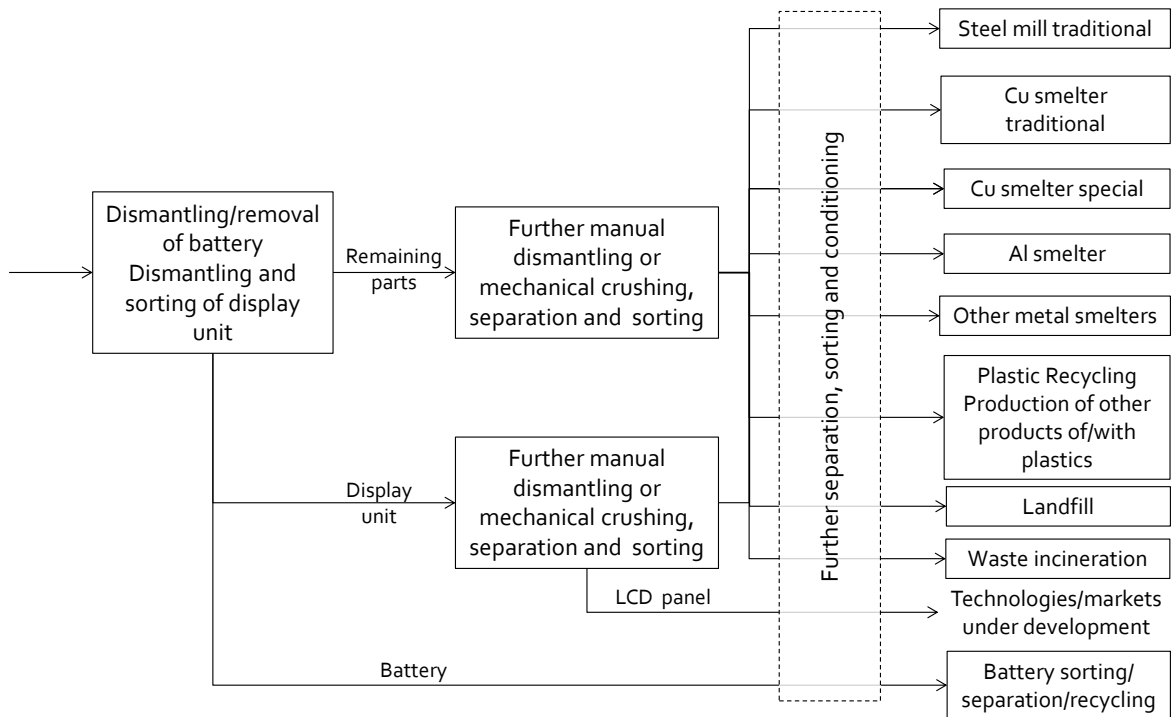 Dismantling/removal
of battery
Dismantling and
sorting of display
unit
Remaining
parts
Further manual
dismantling or
mechanical crushing,
separation and sorting
Display
unit
Further manual
dismantling or
mechanical crushing,
separation and sorting
LCD panel
Battery
Further separation, sorting and conditioning
Steel mill traditional
Cu smelter
traditional
Cu smelter special
Al smelter
Other metal smelters
Plastic Recycling
Production of other
products of/with
plastics
Landfill
Waste incineration
Technologies/markets
under development
Battery sorting/
separation/recycling